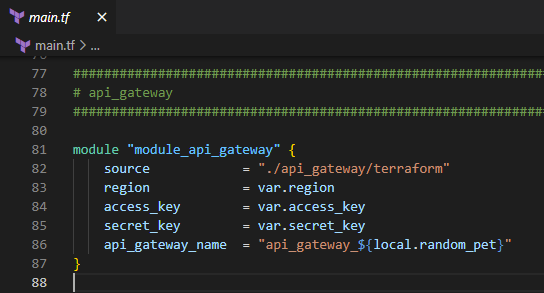 main.tf ×
main.tf > ...
77 ######################################################################
78 # api_gateway
79 ######################################################################
80
81 module "module_api_gateway" {
82 source = "./api_gateway/terraform"
83 region = var.region
84 access_key = var.access_key
85 secret_key = var.secret_key
86 api_gateway_name = "api_gateway_${local.random_pet}"
87 }
88